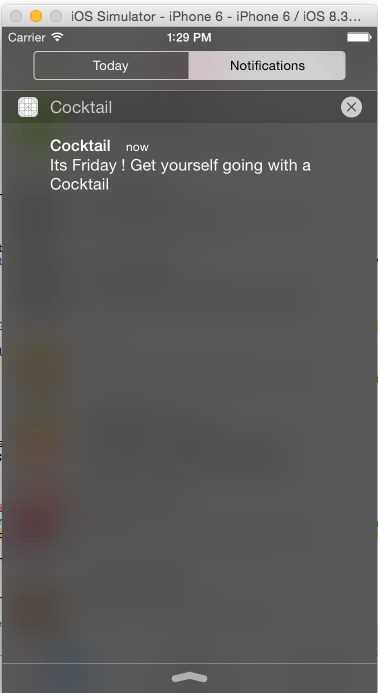 iOS Simulator - iPhone 6 - iPhone 6 / iOS 8.3...
Carrier 1:29 PM
Today Notifications
Cocktail
Cocktail now
Its Friday ! Get yourself going with a
Cocktail